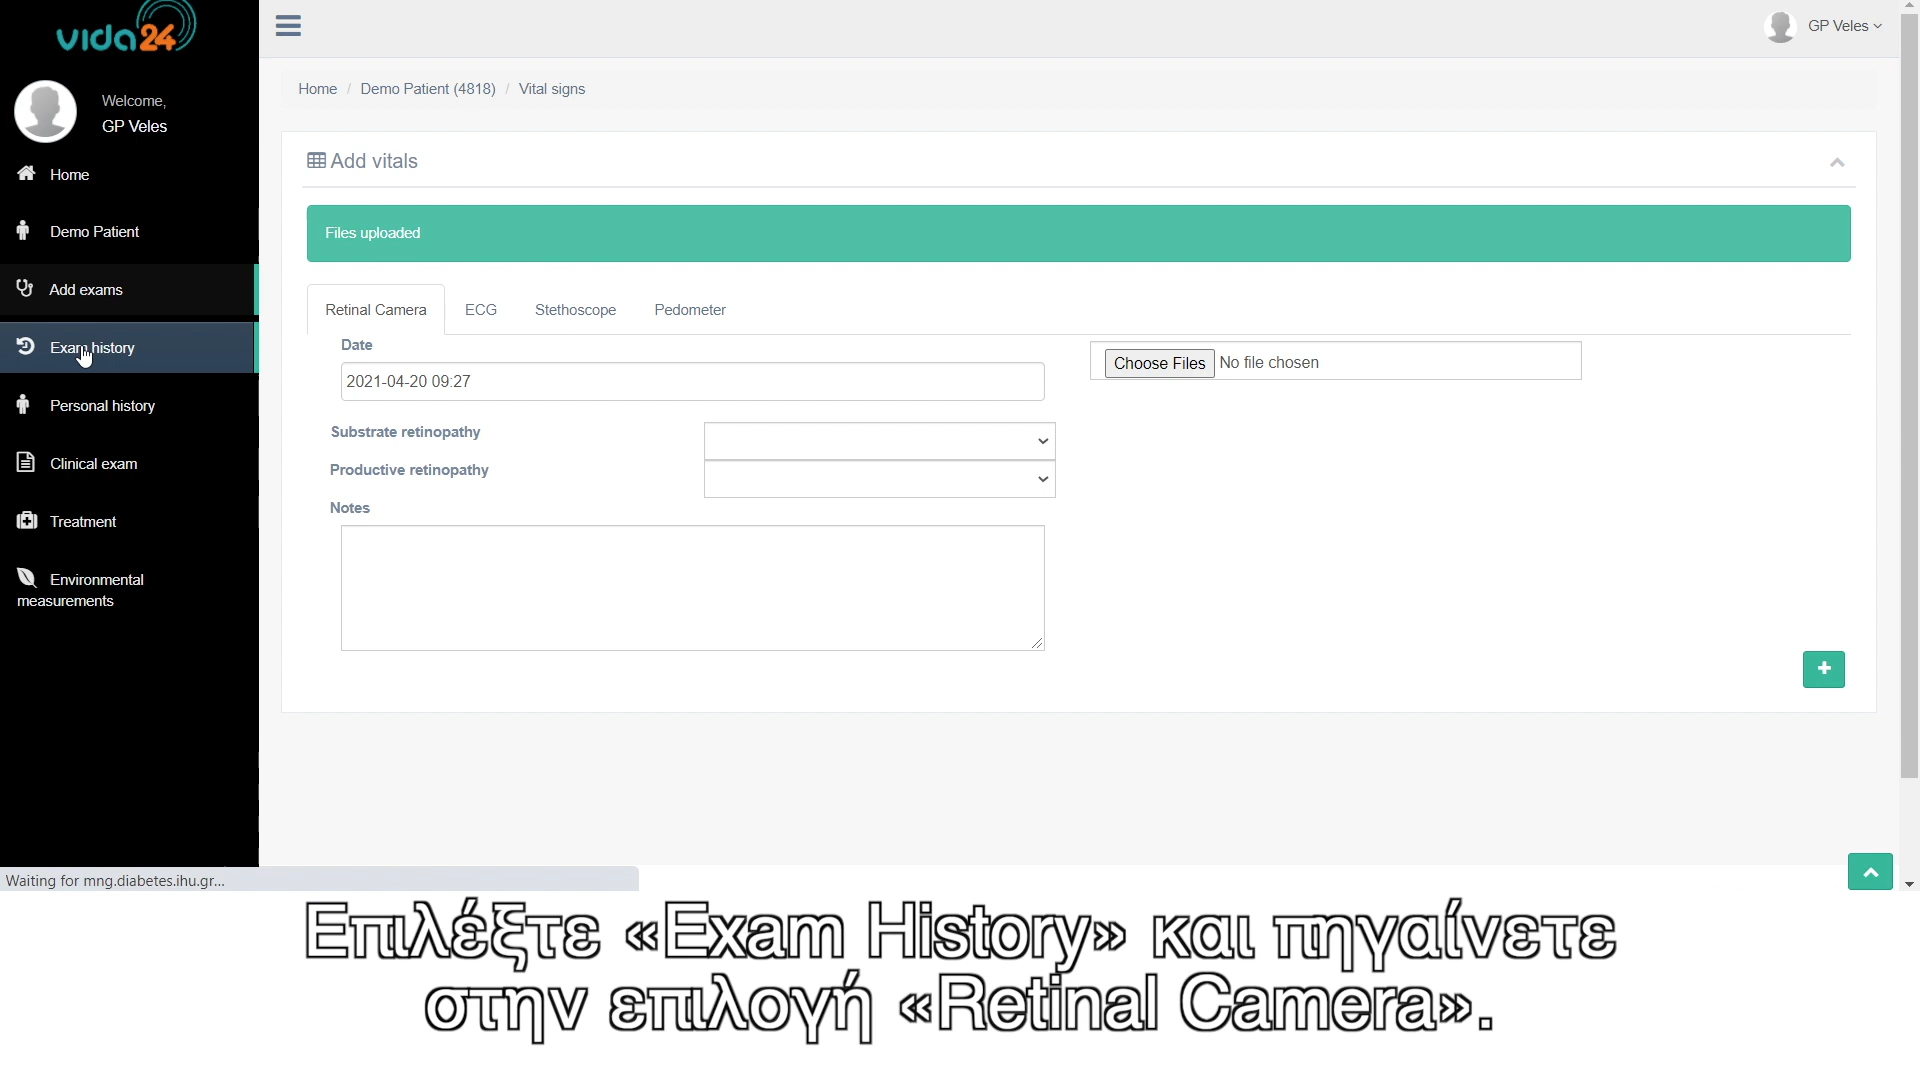 vida24
GP Veles
Welcome,
GP Veles
Home
Demo Patient
Add exams
Exam history
Personal history
Clinical exam
Treatment
Environmental
measurements
Home / Demo Patient (4818) / Vital signs
Add vitals
Files uploaded
Retinal Camera ECG Stethoscope Pedometer
Date
2021-04-20 09:27
Choose Files No file chosen
Substrate retinopathy
Productive retinopathy
Notes
Waiting for mng.diabetes.ihu.gr...
Επιλέξτε «Exam History» και πηγαίνετε
στην επιλογή «Retinal Camera».